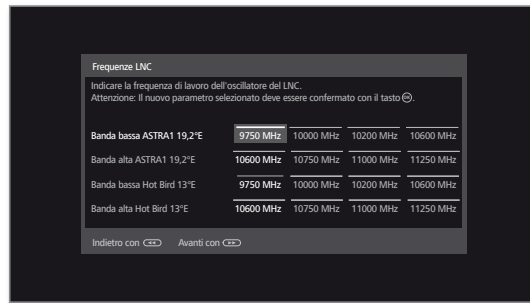 Frequenze LNC
Indicare la frequenza di lavoro dell'oscillatore del LNC.
Attenzione: Il nuovo parametro selezionato deve essere confermato con il tasto OK.
Banda bassa ASTRA1 19,2°E 9750 MHz 10000 MHz 10200 MHz 10600 MHz
Banda alta ASTRA1 19,2°E 10600 MHz 10750 MHz 11000 MHz 11250 MHz
Banda bassa Hot Bird 13°E 9750 MHz 10000 MHz 10200 MHz 10600 MHz
Banda alta Hot Bird 13°E 10600 MHz 10750 MHz 11000 MHz 11250 MHz
Indietro con Avanti con